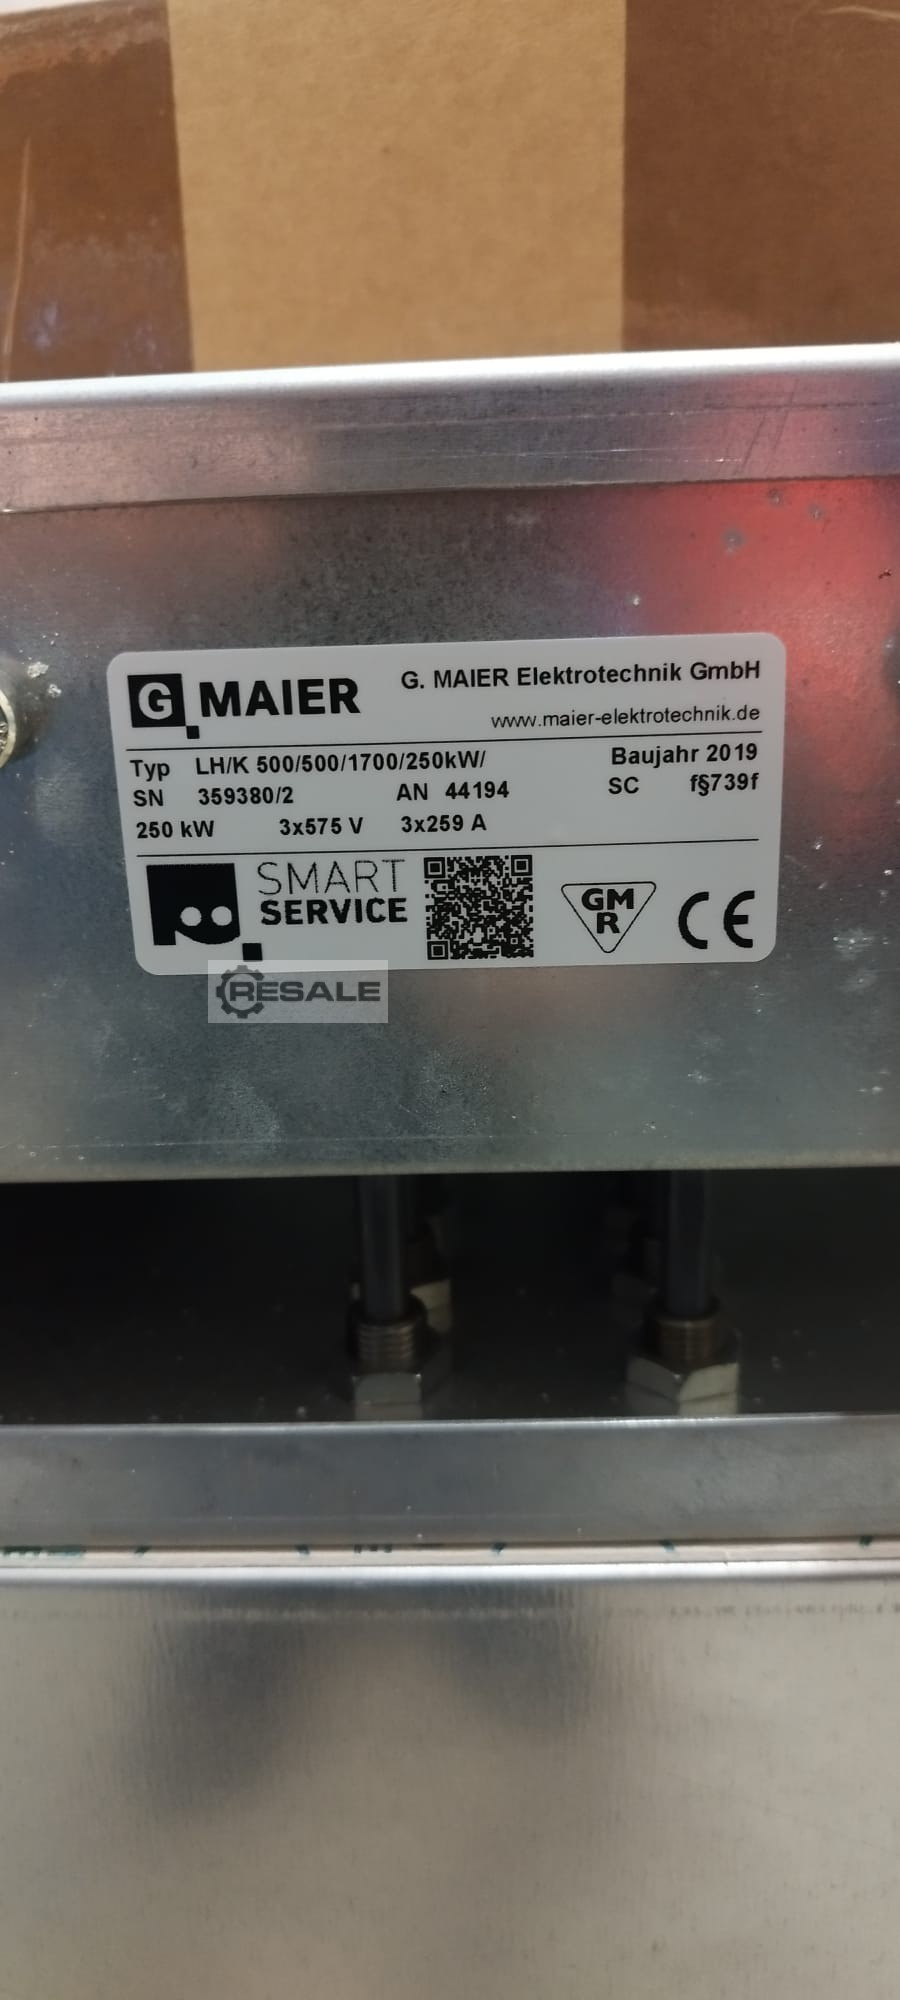 G. MAIER
G. MAIER Elektrotechnik GmbH
www.maier-elektrotechnik.de
Typ LH/K 500/500/1700/250kW/ Baujahr 2019
SN 359380/2 AN 44194 SC f§739f
250 kW 3x575 V 3x259 A
SMART
SERVICE
GM
R
CE
RESALE